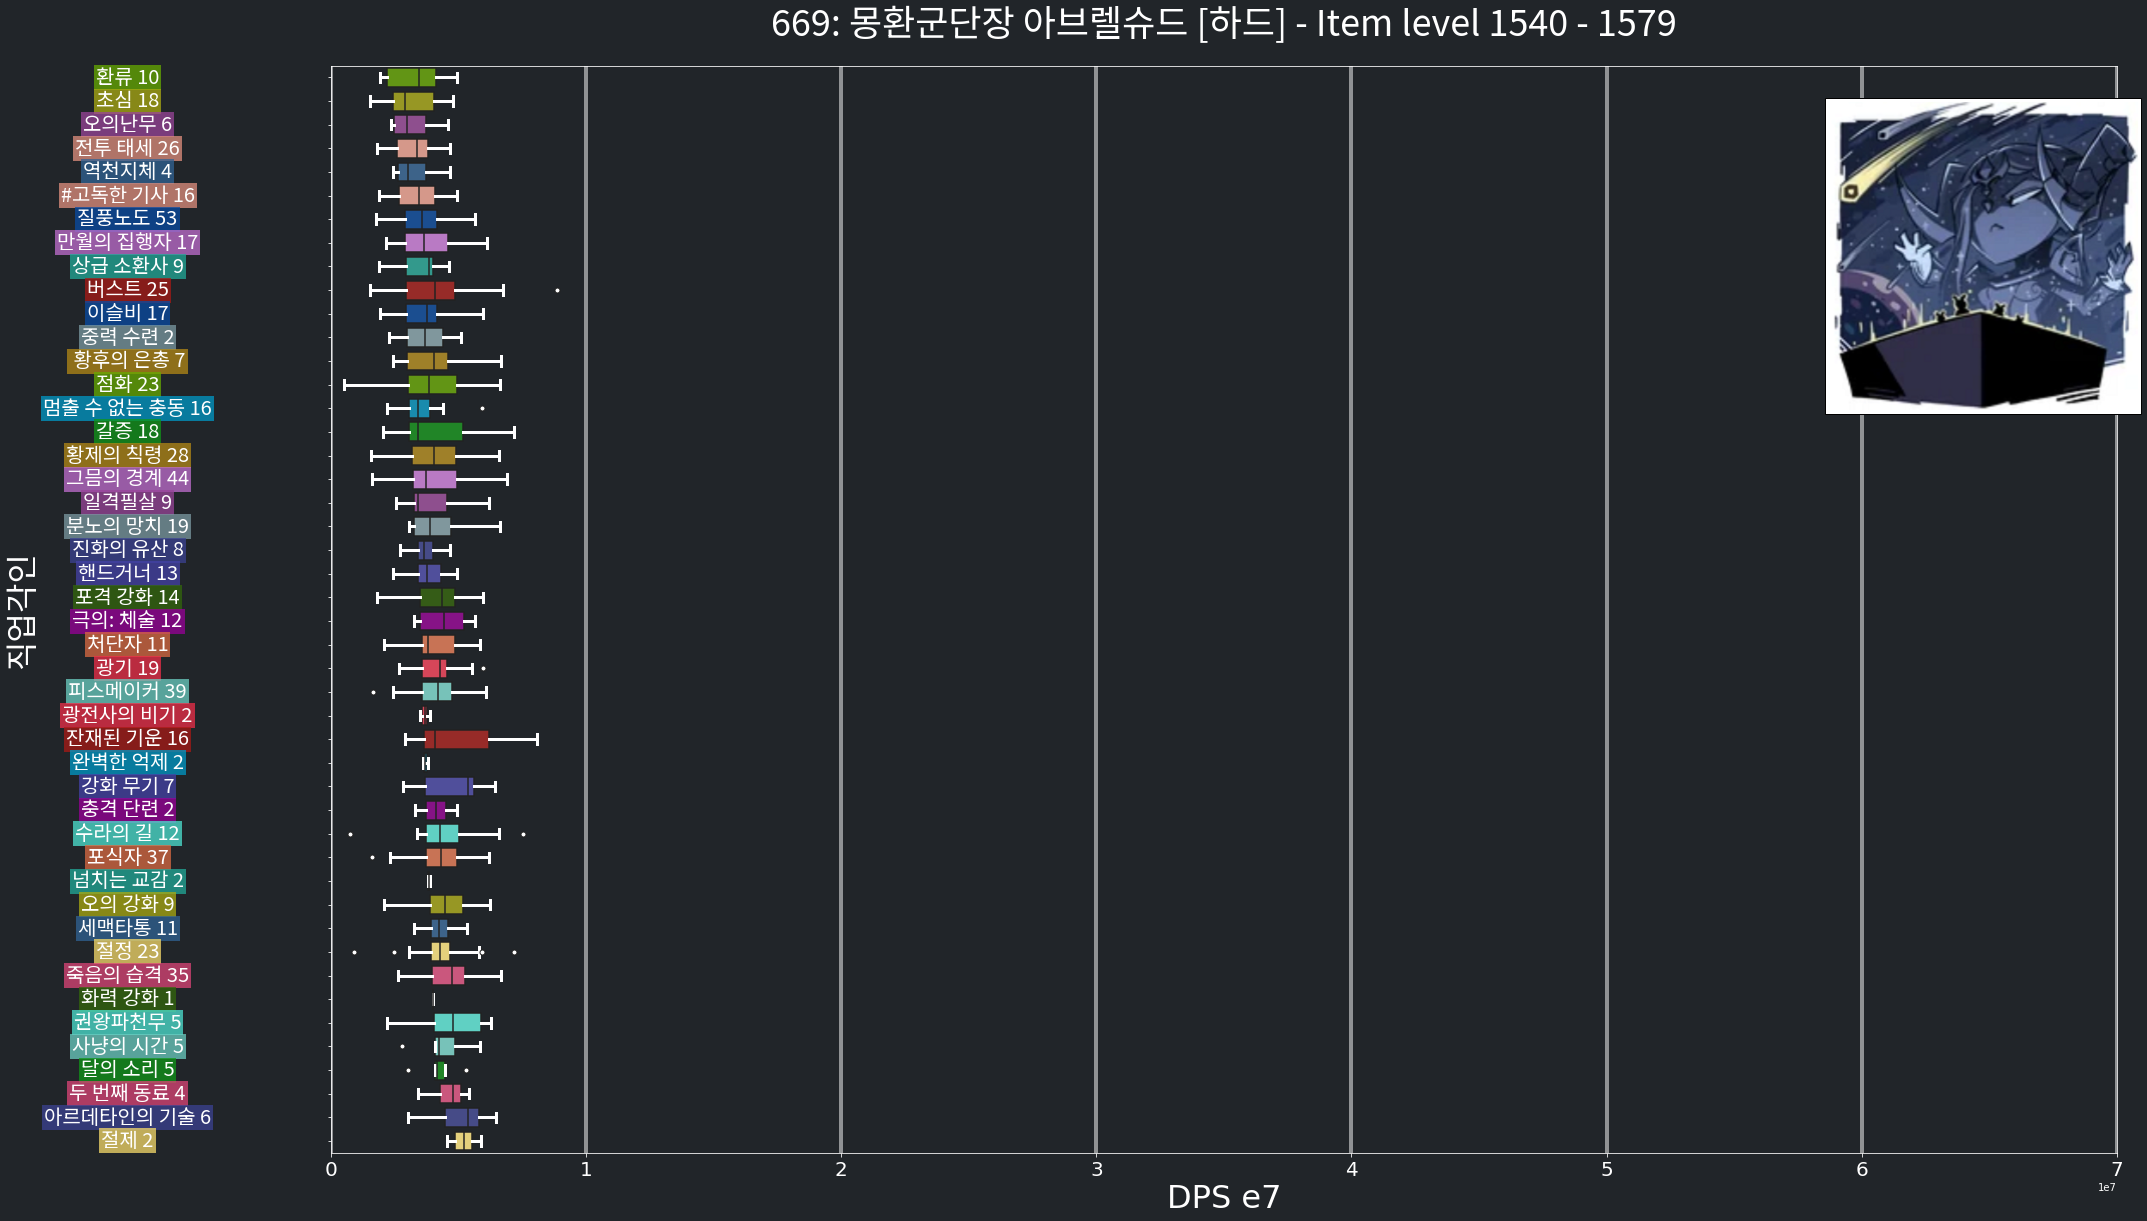 669: 몽환군단장 아브렐슈드 [하드] - Item level 1540 - 1579
직업각인
환류 10
초심 18
오의난무 6
전투 태세 26
역천지체 4
#고독한 기사 16
질풍노도 53
만월의 집행자 17
상급 소환사 9
버스트 25
이슬비 17
중력 수련 2
황후의 은총 7
점화 23
멈출 수 없는 충동 16
갈증 18
황제의 칙령 28
그믐의 경계 44
일격필살 9
분노의 망치 19
진화의 유산 8
핸드거너 13
포격 강화 14
극의: 체술 12
처단자 11
광기 19
피스메이커 39
광전사의 비기 2
잔재된 기운 16
완벽한 억제 2
강화 무기 7
충격 단련 2
수라의 길 12
포식자 37
넘치는 교감 2
오의 강화 9
세맥타통 11
절정 23
죽음의 습격 35
화력 강화 1
권왕파천무 5
사냥의 시간 5
달의 소리 5
두 번째 동료 4
아르데타인의 기술 6
절제 2
0 1 2 3 4 5 6 7
1e7
DPS e7